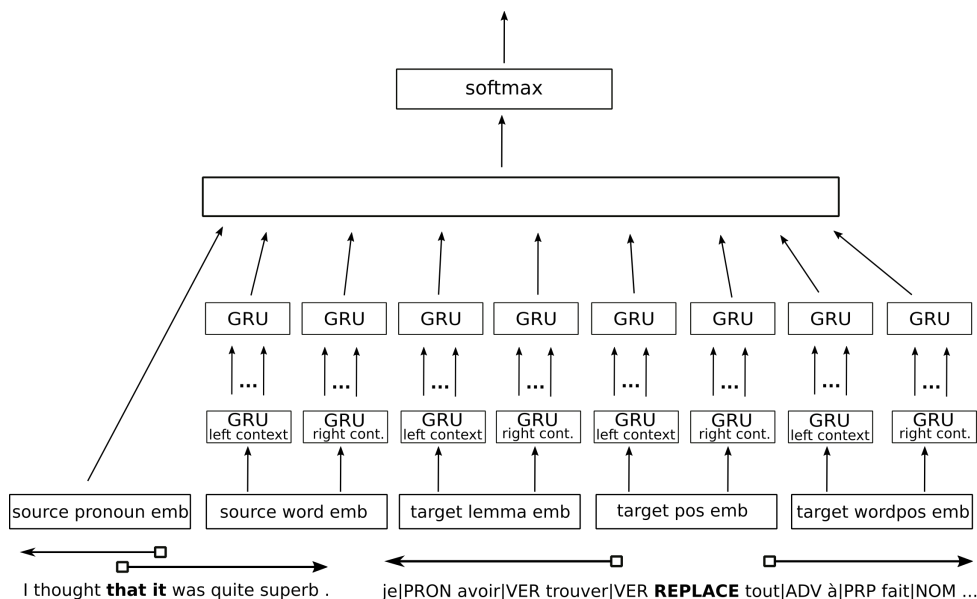 softmax
GRU GRU GRU GRU GRU GRU GRU GRU
... ... ... ... ... ... ... ...
GRU GRU GRU GRU GRU GRU GRU GRU
left context right cont. left context right cont. left context right cont. left context right cont.
source pronoun emb source word emb target lemma emb target pos emb target wordpos emb
I thought that it was quite superb . je|PRON avoir|VER trouver|VER REPLACE tout|ADV à|PRP fait|NOM ...